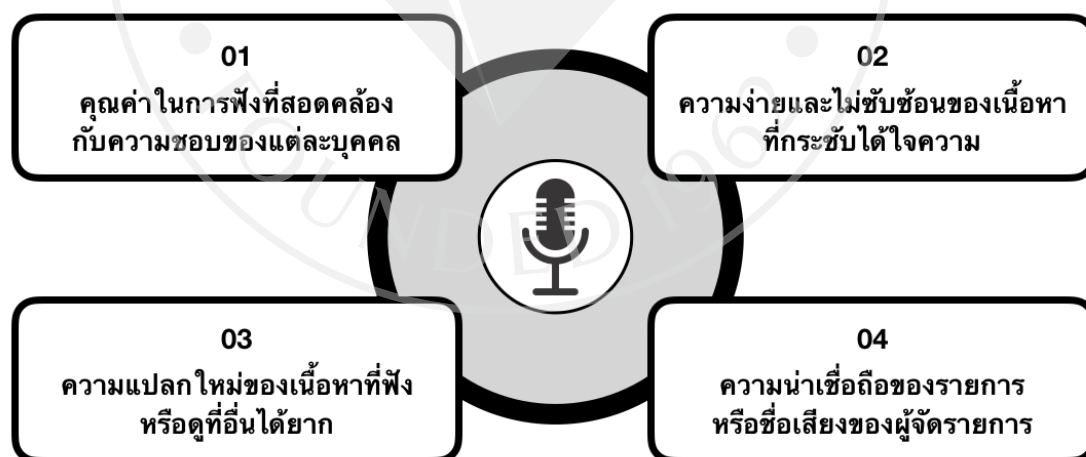 01
คุณค่าในการฟังที่สอดคล้อง
กับความชอบของแต่ละบุคคล
02
ความง่ายและไม่ซับซ้อนของเนื้อหา
ที่กระชับได้ใจความ
03
ความแปลกใหม่ของเนื้อหาที่ฟัง
หรือดูที่อื่นได้ยาก
04
ความน่าเชื่อถือของรายการ
หรือชื่อเสียงของผู้จัดรายการ
FOUNDED 196